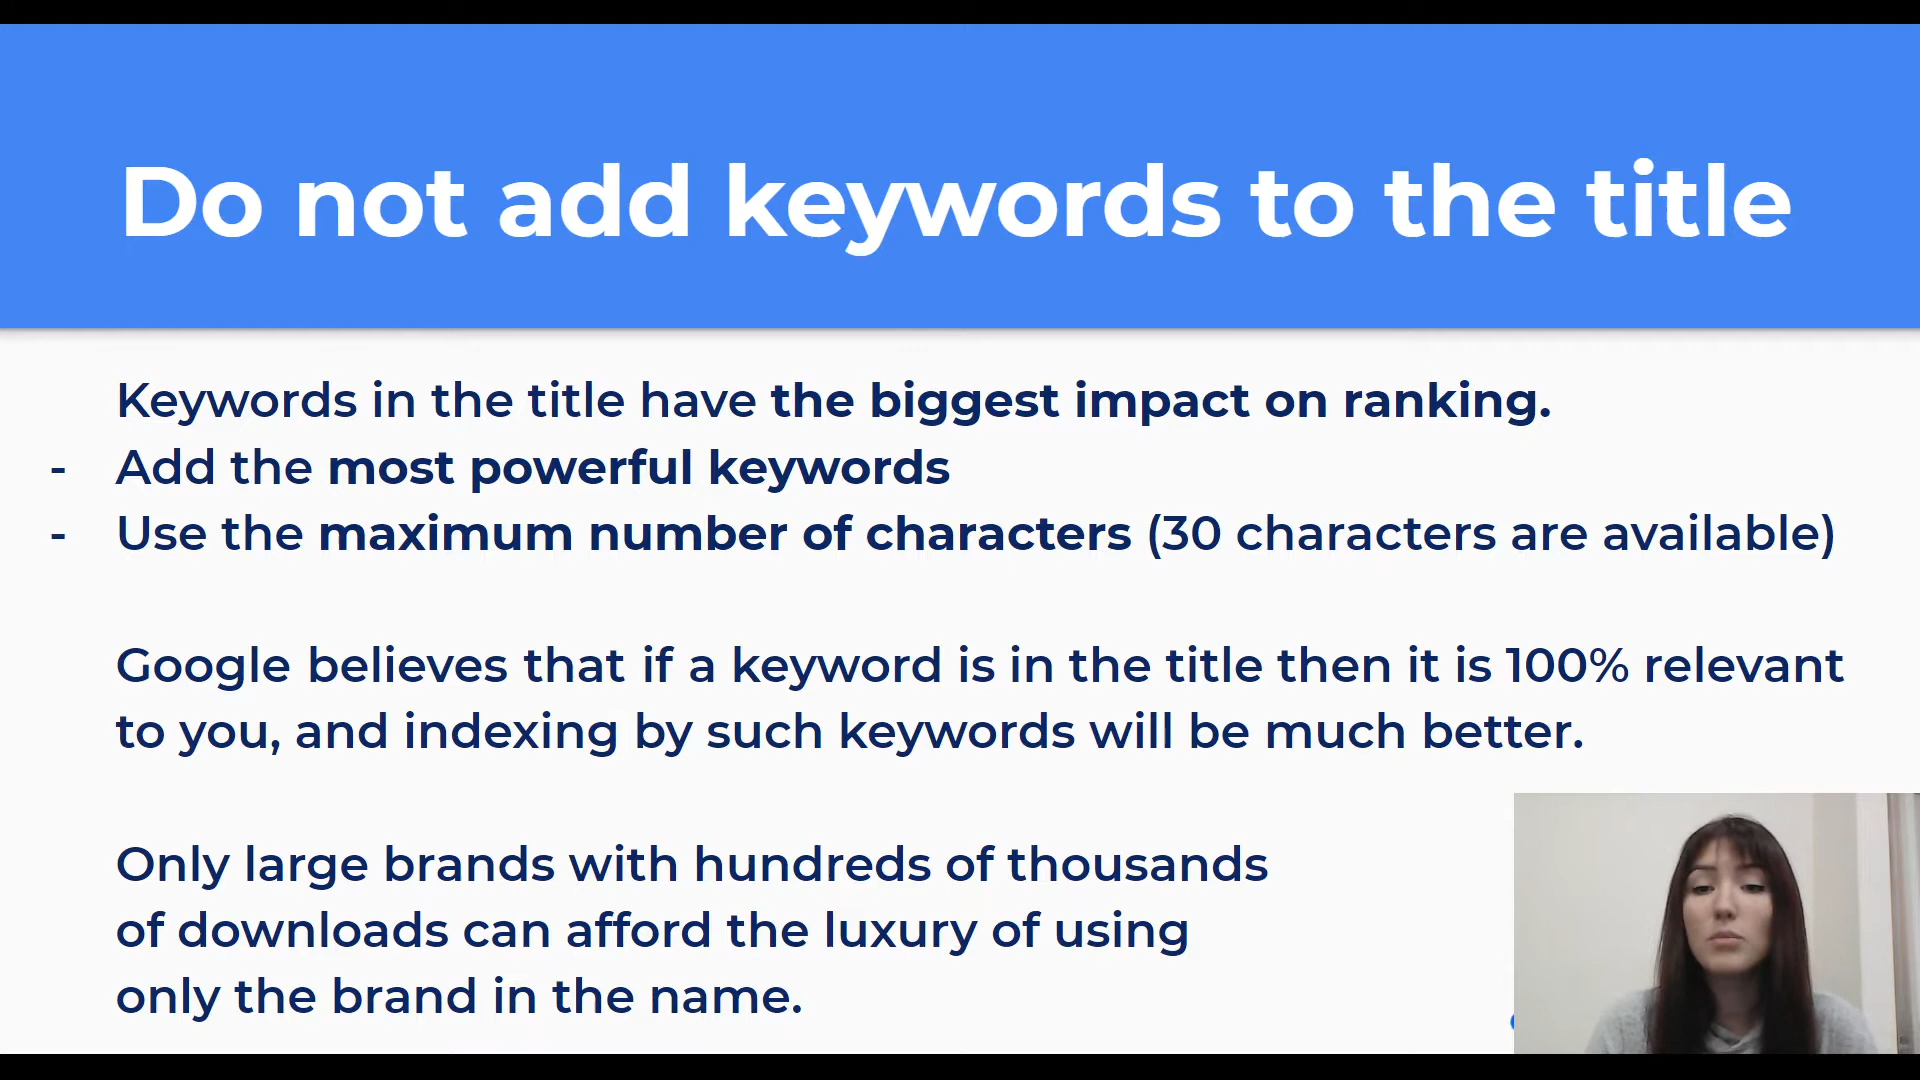 Do not add keywords to the title
Keywords in the title have the biggest impact on ranking.
- Add the most powerful keywords
- Use the maximum number of characters (30 characters are available)
Google believes that if a keyword is in the title then it is 100% relevant
to you, and indexing by such keywords will be much better.
Only large brands with hundreds of thousands
of downloads can afford the luxury of using
only the brand in the name.